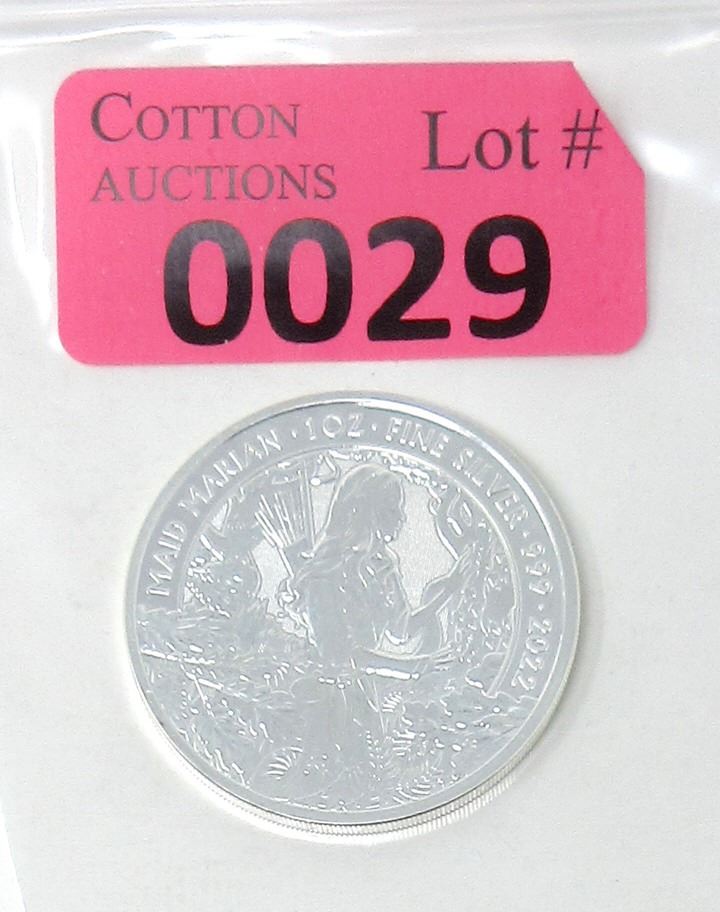 COTTON
AUCTIONS
Lot #
0029
MAID MARIAN · 1OZ · FINE SILVER · 999 · 2022